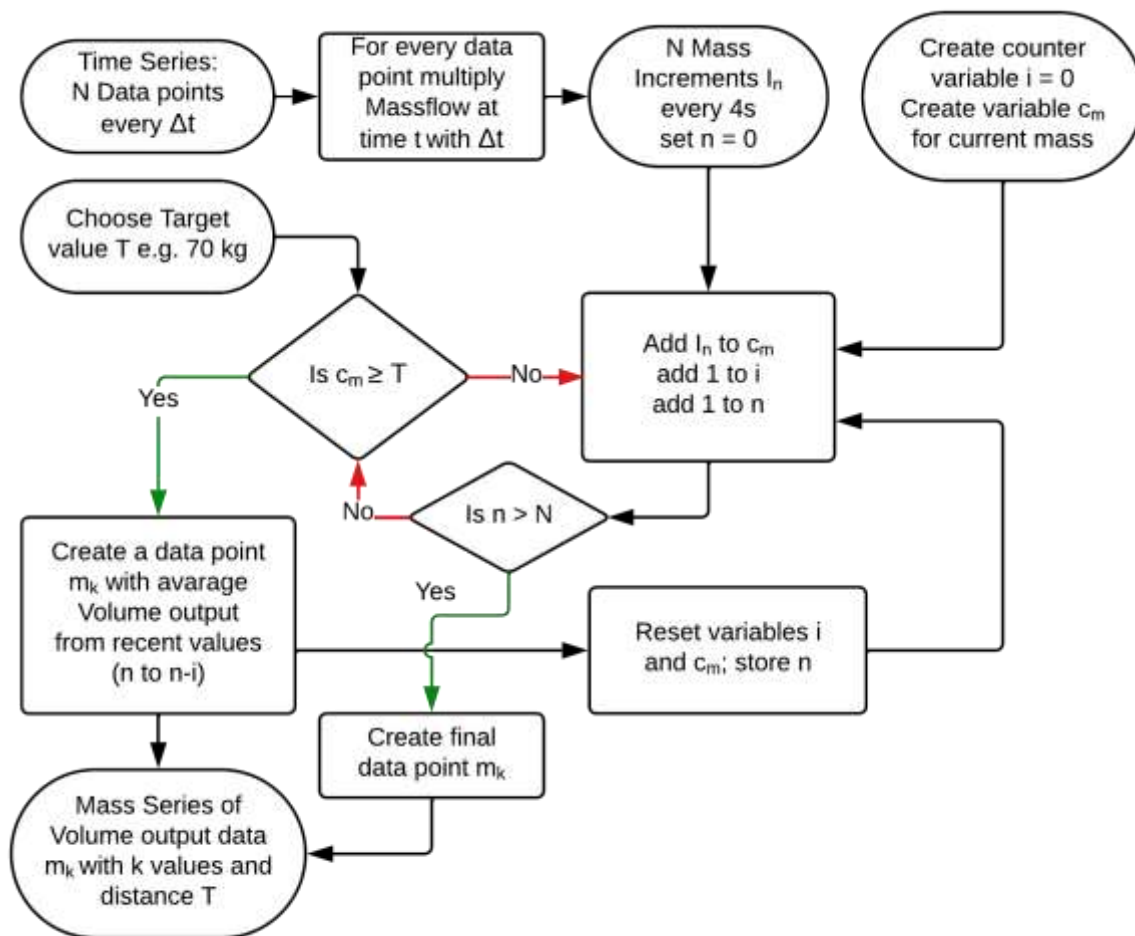 Time Series:
N Data points
every Δt
For every data
point multiply
Massflow at
time t with Δt
N Mass
Increments Iₙ
every 4s
set n = 0
Create counter
variable i = 0
Create variable cₘ
for current mass
Choose Target
value T e.g. 70 kg
Is cₘ ≥ T
No
Yes
Add Iₙ to cₘ
add 1 to i
add 1 to n
Is n > N
No
Yes
Create a data point
mₖ with avarage
Volume output
from recent values
(n to n-i)
Reset variables i
and cₘ; store n
Create final
data point mₖ
Mass Series of
Volume output data
mₖ with k values and
distance T